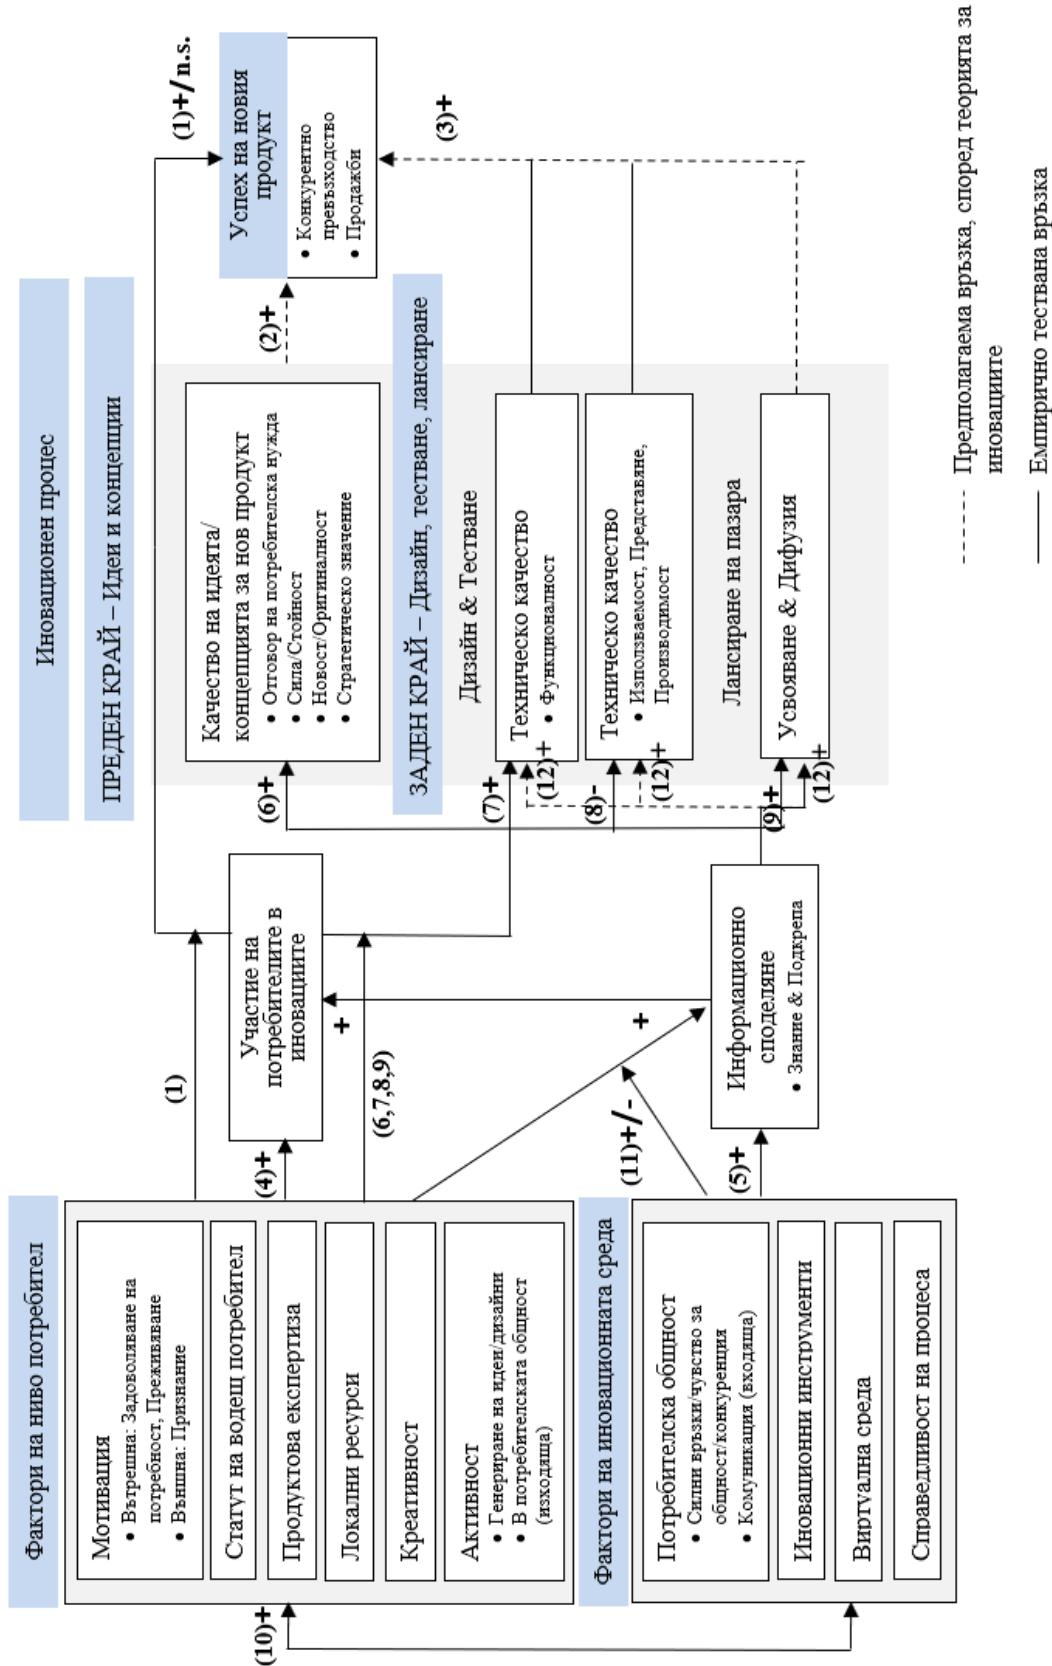 Фактори на ниво потребител
Мотивация
• Вътрешна: Задоволяване на
потребност, Преживяване
• Външна: Признание
Статут на водещ потребител
Продуктова експертиза
Локални ресурси
Креативност
Активност
• Генериране на идеи/дизайни
• В потребителската общност
(изходяща)
Фактори на иновационната среда
Потребителска общност
• Силни връзки/чувство за
общност/конкуренция
• Комуникация (входяща)
Иновационни инструменти
Виртуална среда
Справедливост на процеса
(10)+
(1)
(4)+
(6,7,8,9)
(11)+/-
(5)+
Участие на
потребителите в
иновациите
+
+
Информационно
споделяне
• Знание & Подкрепа
Иновационен процес
ПРЕДЕН КРАЙ – Идеи и концепции
(6)+
Качество на идеята/
концепцията за нов продукт
• Отговор на потребителска нужда
• Сила/Стойност
• Новост/Оригиналност
• Стратегическо значение
ЗАДЕН КРАЙ – Дизайн, тестване, лансиране
Дизайн & Тестване
(7)+
Техническо качество
• Функционалност
(12)+
(8)-
Техническо качество
• Използваемост, Представяне,
Производимост
(12)+
Лансиране на пазара
(9)+
Усвояване & Дифузия
(12)+
(1)+/n.s.
(2)+
(3)+
Успех на новия
продукт
• Конкурентно
превъзходство
• Продажби
Предполагаема връзка, според теорията за
иновациите
Емпирично тествана връзка